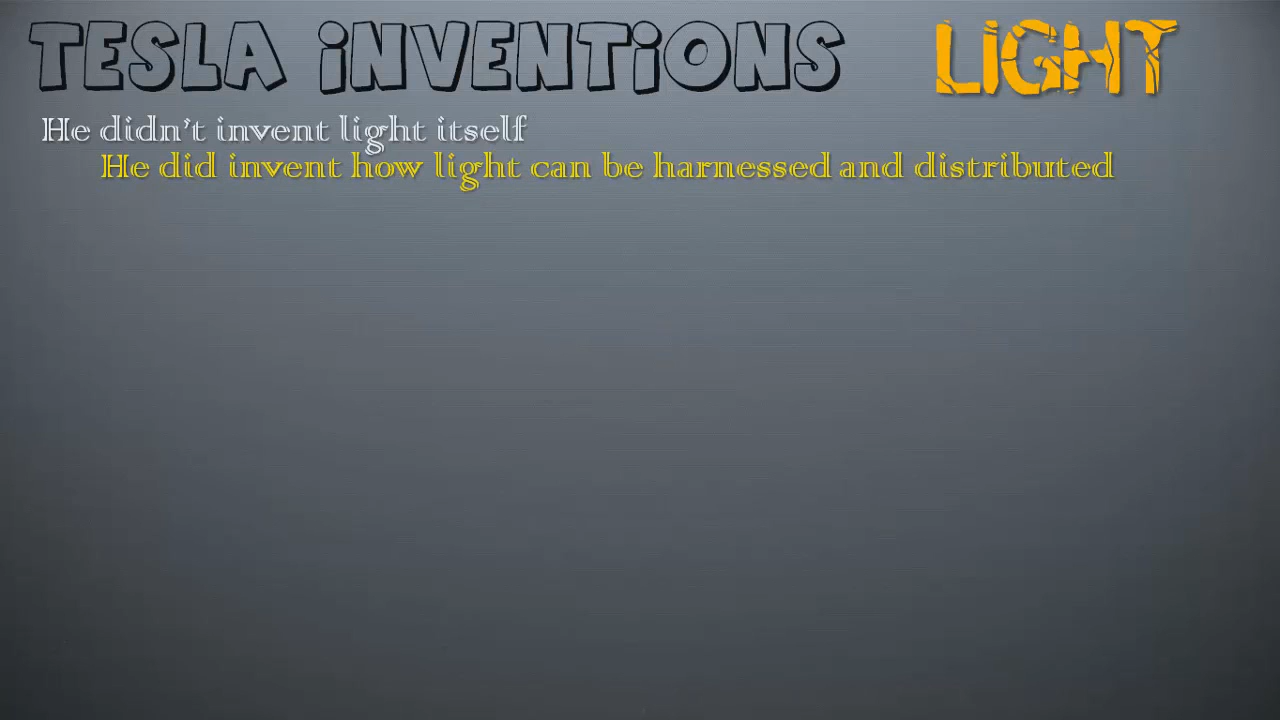 TESLA iNVENTiONS LIGHT
He didn't invent light itself
He did invent how light can be harnessed and distributed